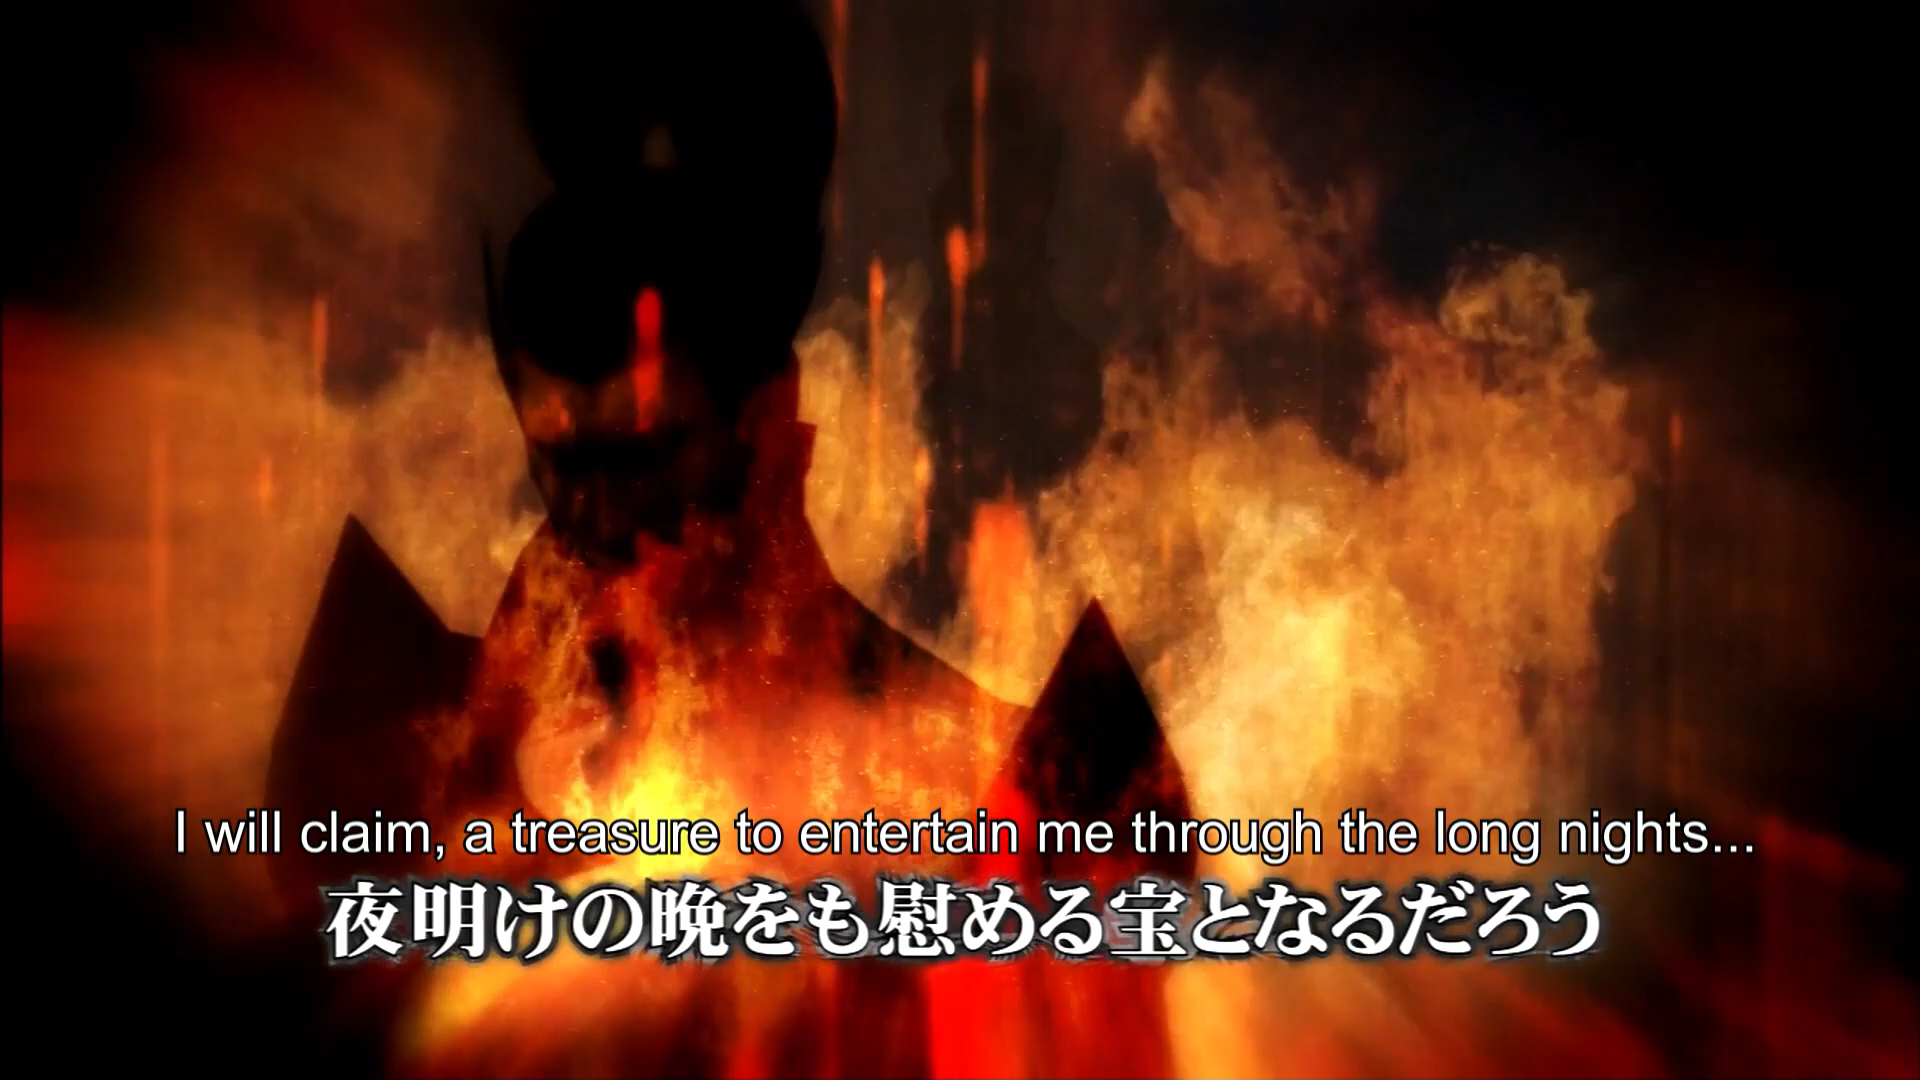 I will claim, a treasure to entertain me through the long nights...
夜明けの晩をも慰める宝となるだろう